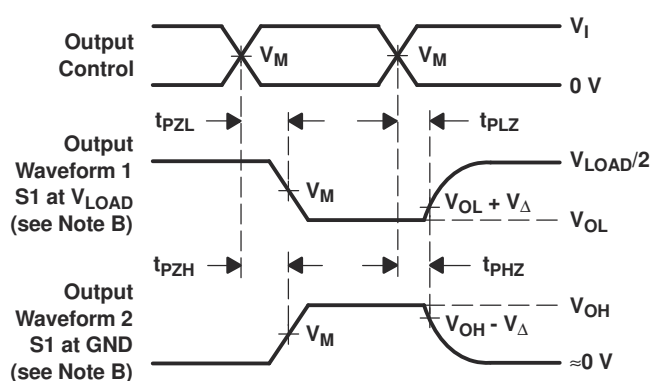 Output
Control
V_M
V_M
V_I
0 V
t_PZL
t_PLZ
Output
Waveform 1
S1 at V_LOAD
(see Note B)
V_M
V_LOAD/2
V_OL + V_Δ
V_OL
t_PZH
t_PHZ
Output
Waveform 2
S1 at GND
(see Note B)
V_M
V_OH
V_OH - V_Δ
≈0 V